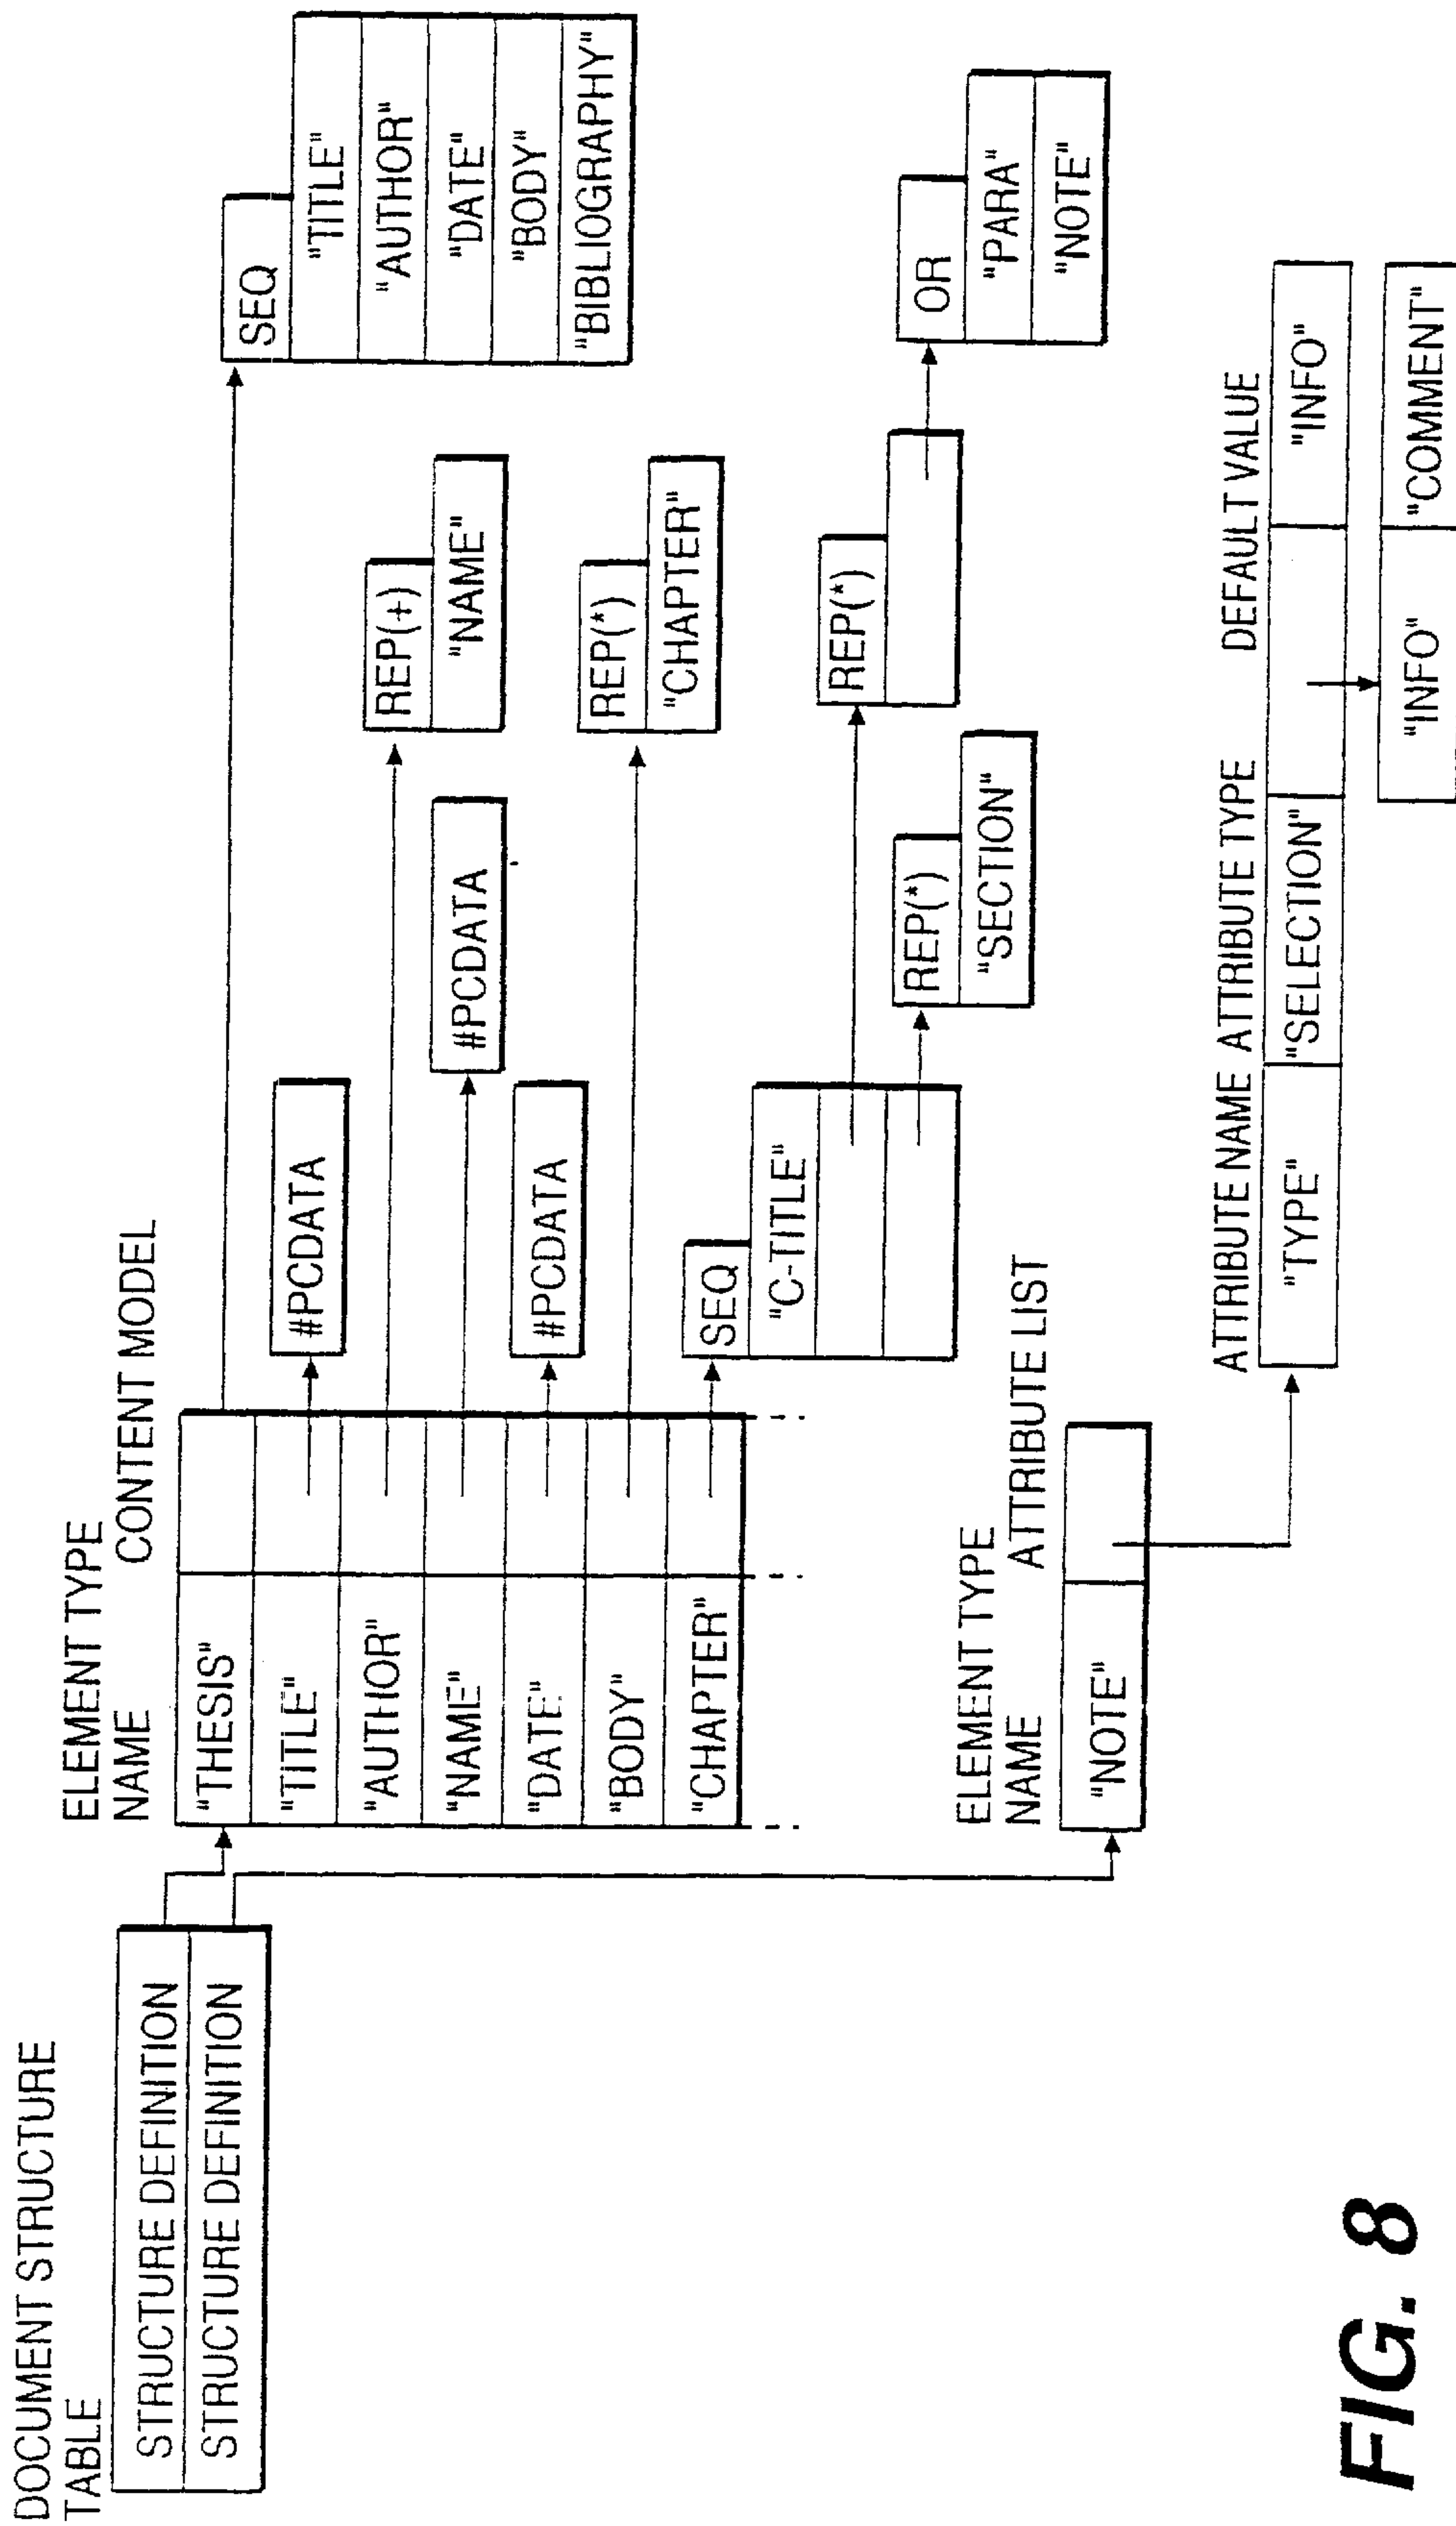 DOCUMENT STRUCTURE
TABLE
STRUCTURE DEFINITION
STRUCTURE DEFINITION
ELEMENT TYPE
NAME
CONTENT MODEL
"THESIS"
"TITLE"
"AUTHOR"
"NAME"
"DATE"
"BODY"
"CHAPTER"
SEQ
"TITLE"
"AUTHOR"
"DATE"
"BODY"
"BIBLIOGRAPHY"
#PCDATA
REP(+)
"NAME"
#PCDATA
#PCDATA
REP(*)
"CHAPTER"
SEQ
"C-TITLE"
REP(*)
OR
"PARA"
"NOTE"
REP(*)
"SECTION"
ELEMENT TYPE
NAME
ATTRIBUTE LIST
"NOTE"
ATTRIBUTE NAME
ATTRIBUTE TYPE
DEFAULT VALUE
"TYPE"
"SELECTION"
"INFO"
"INFO"
"COMMENT"
FIG. 8